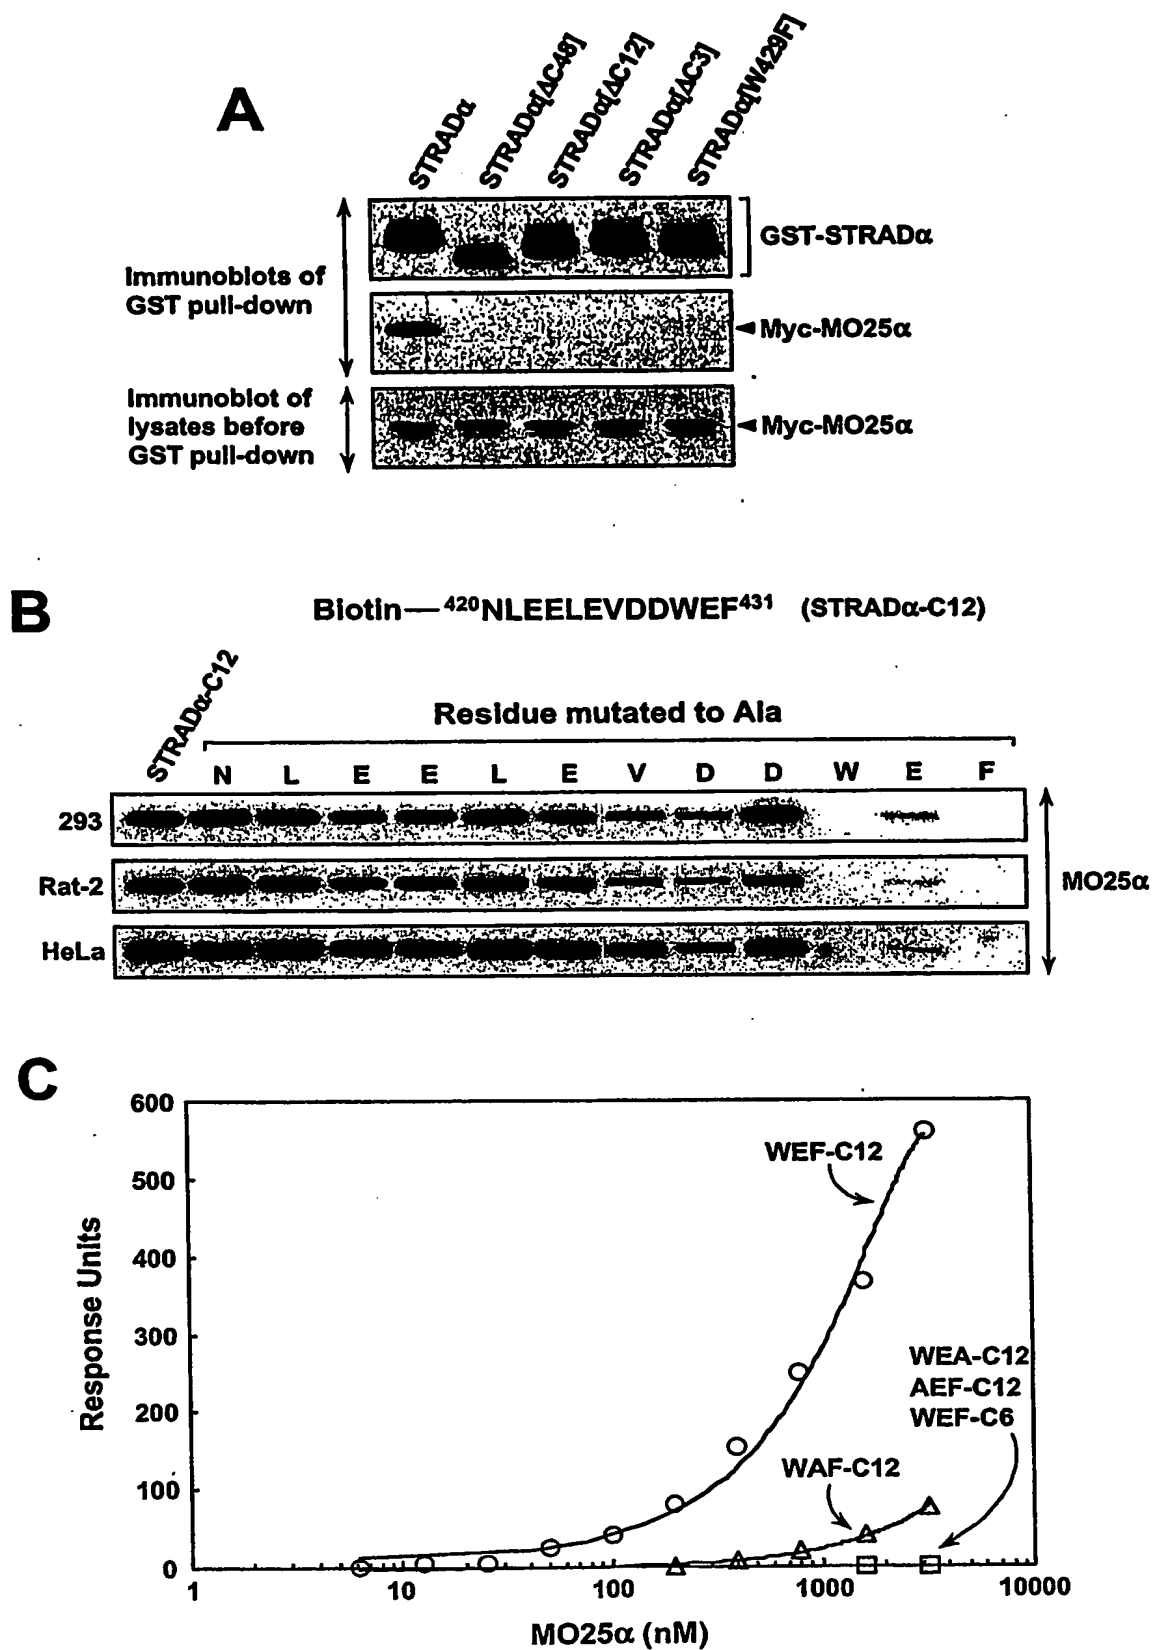 A
STRADα
STRADα[ΔC48]
STRADα[ΔC12]
STRADα[ΔC3]
STRADα[W429F]
Immunoblots of
GST pull-down
GST-STRADα
Myc-MO25α
Immunoblot of
lysates before
GST pull-down
Myc-MO25α
B
Biotin—⁴²⁰NLEELEVDDWEF⁴³¹ (STRADα-C12)
STRADα-C12
Residue mutated to Ala
N L E E L E V D D W E F
293
Rat-2
HeLa
MO25α
C
600
500
400
300
200
100
0
Response Units
WEF-C12
WEA-C12
AEF-C12
WEF-C6
WAF-C12
1 10 100 1000 10000
MO25α (nM)